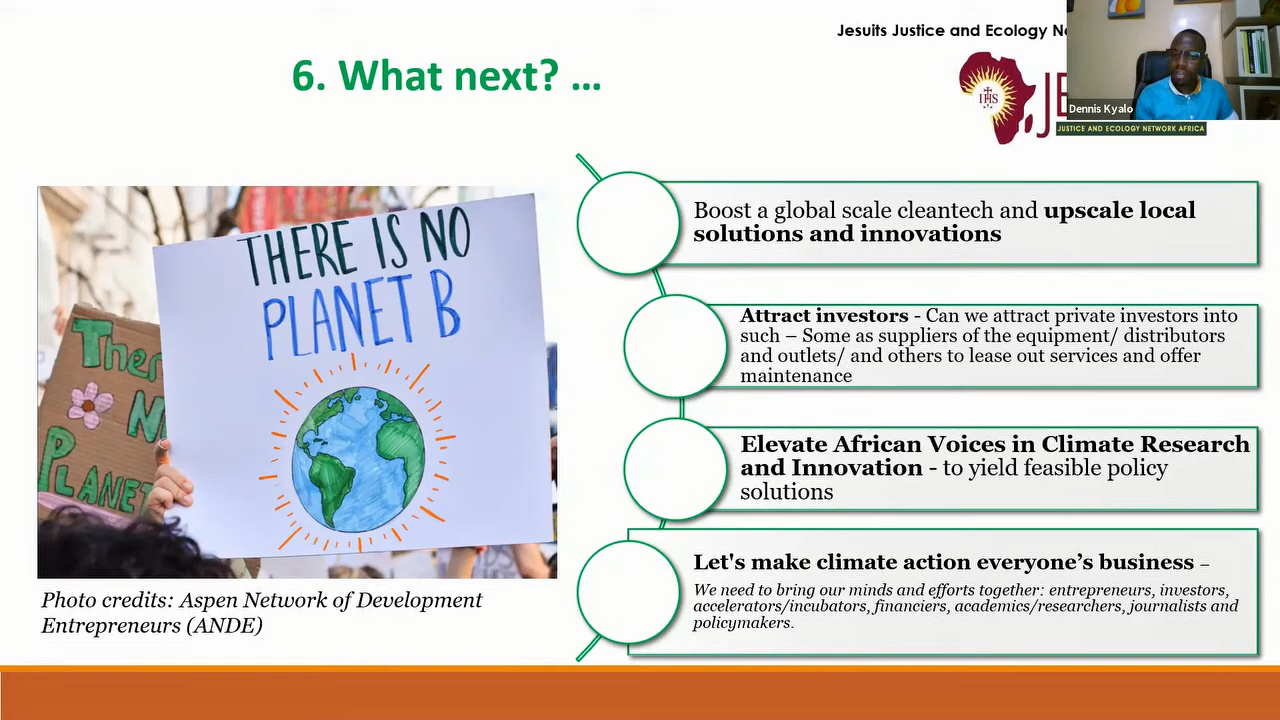 Jesuits Justice and Ecology
6. What next? ...
IHS
JE
Dennis Kyalo
JUSTICE AND ECOLOGY NETWORK AFRICA
THERE IS NO
PLANET B
Ther
N
PLANET
Photo credits: Aspen Network of Development
Entrepreneurs (ANDE)
Boost a global scale cleantech and upscale local
solutions and innovations
Attract investors - Can we attract private investors into
such – Some as suppliers of the equipment/ distributors
and outlets/ and others to lease out services and offer
maintenance
Elevate African Voices in Climate Research
and Innovation - to yield feasible policy
solutions
Let's make climate action everyone’s business –
We need to bring our minds and efforts together: entrepreneurs, investors,
accelerators/incubators, financiers, academics/researchers, journalists and
policymakers.